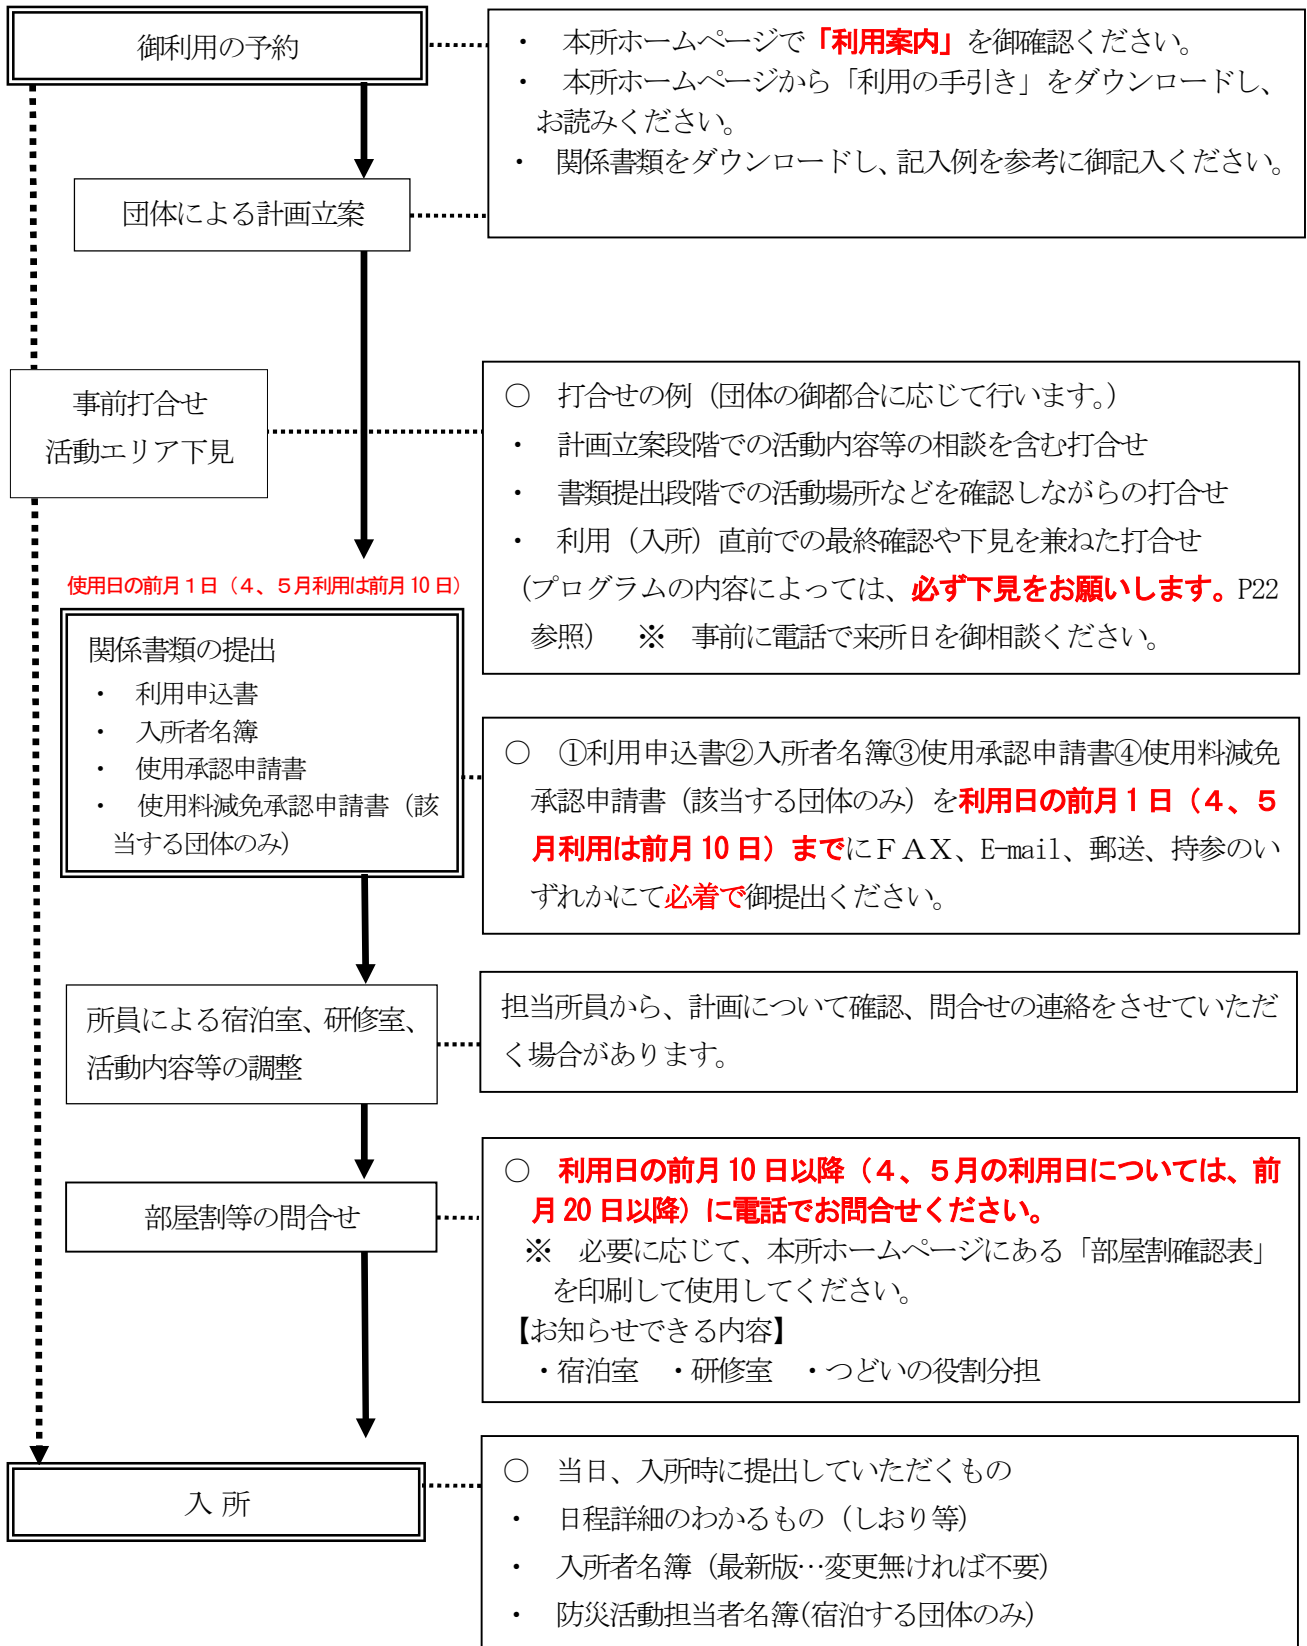 御利用の予約
・　本所ホームページで「利用案内」を御確認ください。
・　本所ホームページから「利用の手引き」をダウンロードし、
お読みください。
・　関係書類をダウンロードし、記入例を参考に御記入ください。
団体による計画立案
事前打合せ
活動エリア下見
○　打合せの例（団体の御都合に応じて行います。）
・　計画立案段階での活動内容等の相談を含む打合せ
・　書類提出段階での活動場所などを確認しながらの打合せ
・　利用（入所）直前での最終確認や下見を兼ねた打合せ
（プログラムの内容によっては、必ず下見をお願いします。P22
参照）　※　事前に電話で来所日を御相談ください。
使用日の前月１日（４、５月利用は前月10日）
関係書類の提出
・　利用申込書
・　入所者名簿
・　使用承認申請書
・　使用料減免承認申請書（該
当する団体のみ）
○　①利用申込書②入所者名簿③使用承認申請書④使用料減免
承認申請書（該当する団体のみ）を利用日の前月1日（４、５
月利用は前月10日）までにＦＡＸ、E-mail、郵送、持参のい
ずれかにて必着で御提出ください。
所員による宿泊室、研修室、
活動内容等の調整
担当所員から、計画について確認、問合せの連絡をさせていただ
く場合があります。
部屋割等の問合せ
○　利用日の前月10日以降（４、５月の利用日については、前
月20日以降）に電話でお問合せください。
※　必要に応じて、本所ホームページにある「部屋割確認表」
を印刷して使用してください。
【お知らせできる内容】
・宿泊室　・研修室　・つどいの役割分担
入 所
○　当日、入所時に提出していただくもの
・　日程詳細のわかるもの（しおり等）
・　入所者名簿（最新版…変更無ければ不要）
・　防災活動担当者名簿(宿泊する団体のみ)